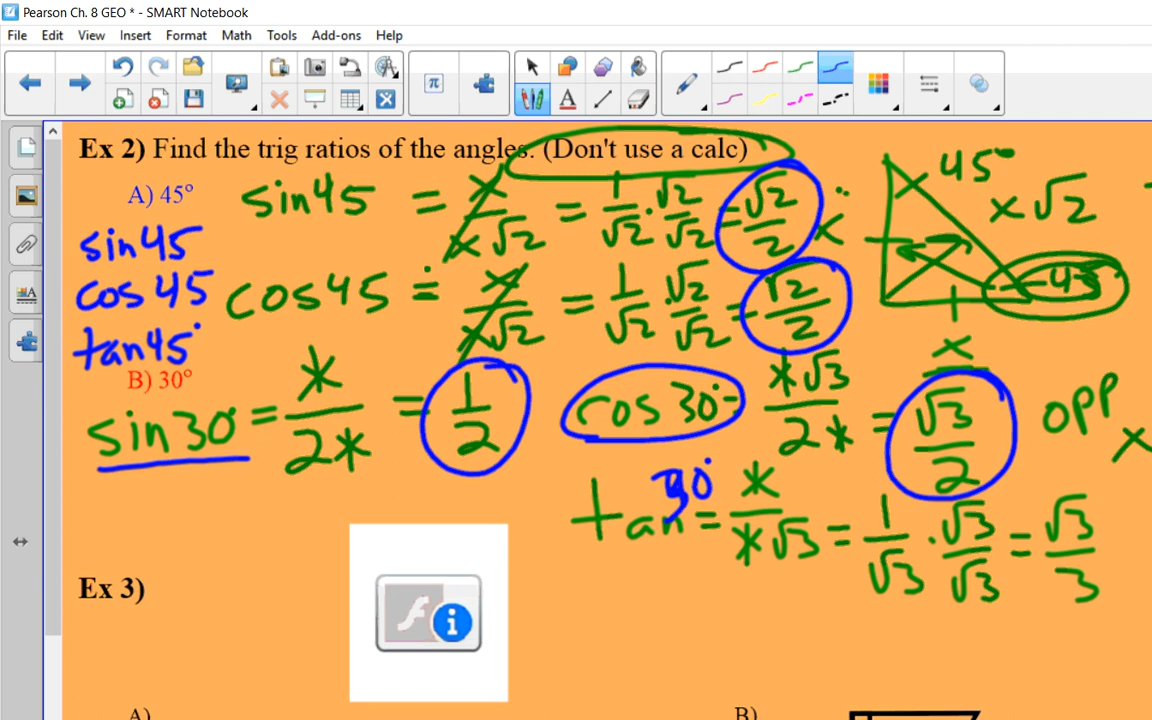 Pearson Ch. 8 GEO * - SMART Notebook
File Edit View Insert Format Math Tools Add-ons Help
Ex 2) Find the trig ratios of the angles. (Don't use a calc)
A) 45°
sin45 = x/x√2 = 1/√2 · √2/√2 = √2/2
45°
x√2
x
45
x
sin45
cos45
tan45°
cos45 = x/x√2 = 1/√2 √2/√2 = √2/2
B) 30°
sin30° = x/2x = 1/2
cos30° = x√3/2x = √3/2
opp
x
tan 30° = x/x√3 = 1/√3 · √3/√3 = √3/3
Ex 3)
A)
B)